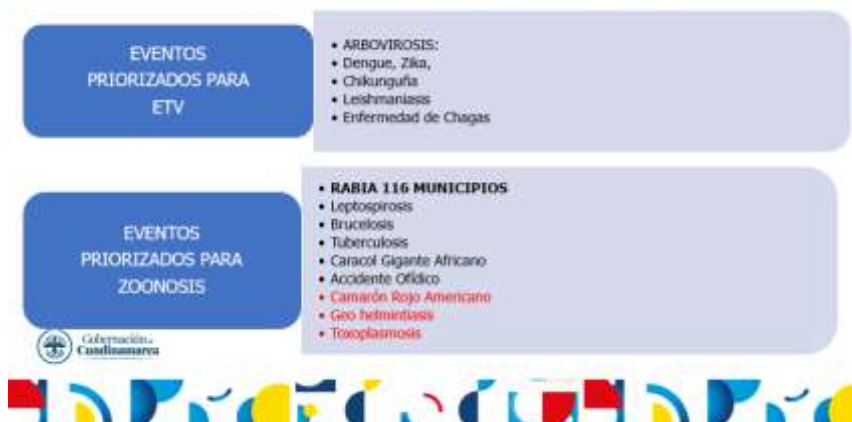 EVENTOS
PRIORIZADOS PARA
ETV
• ARBOVIROSIS:
• Dengue, Zika,
• Chikunguña
• Leishmaniasis
• Enfermedad de Chagas
EVENTOS
PRIORIZADOS PARA
ZOONOSIS
• RABIA 116 MUNICIPIOS
• Leptospirosis
• Brucelosis
• Tuberculosis
• Caracol Gigante Africano
• Accidente Ofídico
• Camarón Rojo Americano
• Geo helmintiasis
• Toxoplasmosis
Gobernación de
Cundinamarca